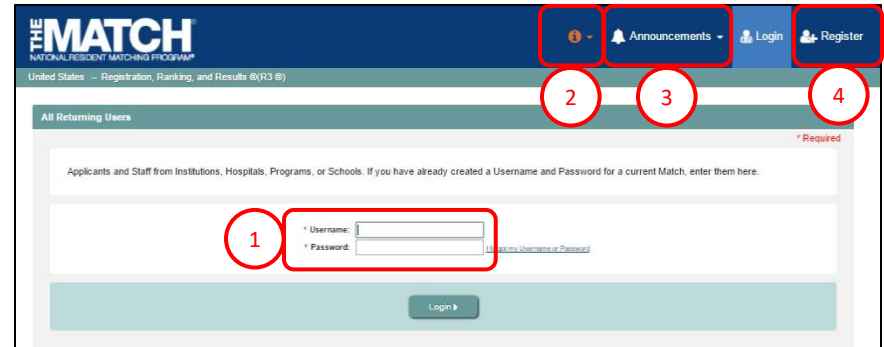 THE MATCH
NATIONAL RESIDENT MATCHING PROGRAM®
Announcements
Login
Register
United States – Registration, Ranking, and Results ®(R3 ®)
2
3
4
All Returning Users
* Required
Applicants and Staff from Institutions, Hospitals, Programs, or Schools. If you have already created a Username and Password for a current Match, enter them here.
1
* Username:
* Password:
I forgot my Username or Password
Login